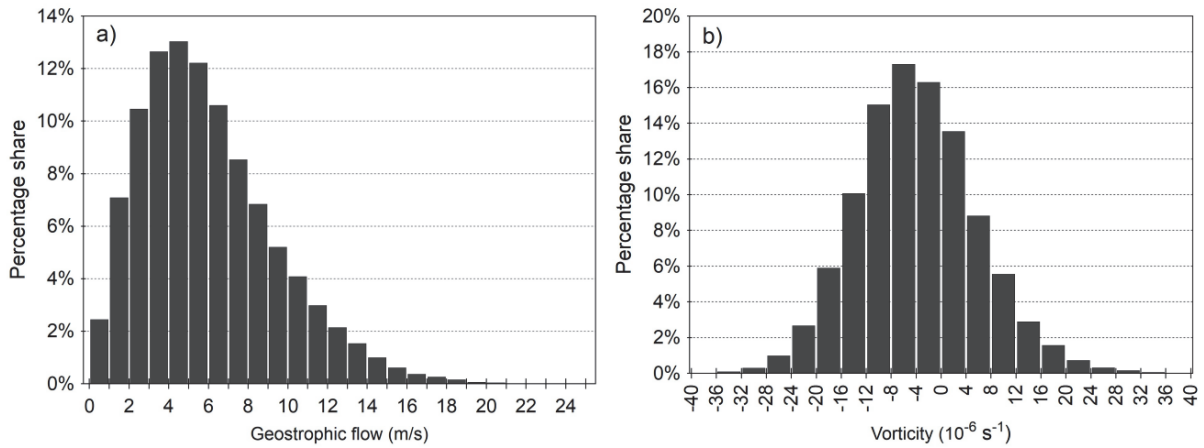 a)
Percentage share
14%
12%
10%
8%
6%
4%
2%
0%
0 2 4 6 8 10 12 14 16 18 20 22 24
Geostrophic flow (m/s)
b)
Percentage share
20%
18%
16%
14%
12%
10%
8%
6%
4%
2%
0%
-40 -36 -32 -28 -24 -20 -16 -12 -8 -4 0 4 8 12 16 20 24 28 32 36 40
Vorticity (10⁻⁶ s⁻¹)